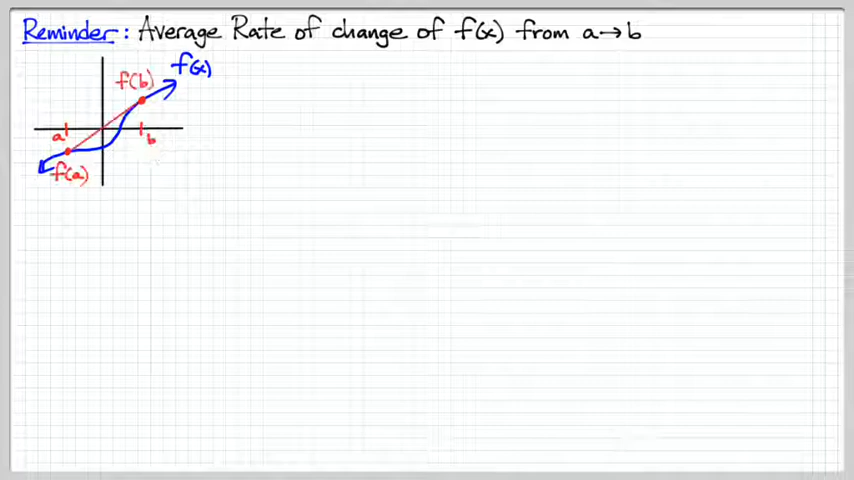 Reminder: Average Rate of change of f(x) from a→b
f(x)
f(b)
a
b
f(a)